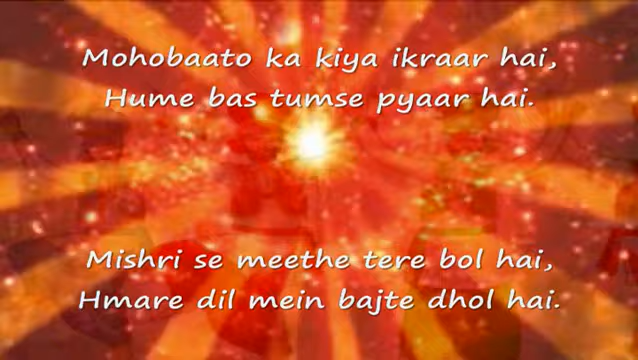 Mohobaato ka kiya ikraar hai,
Hume bas tumse pyaar hai.
Mishri se meethe tere bol hai,
Hmare dil mein bajte dhol hai.